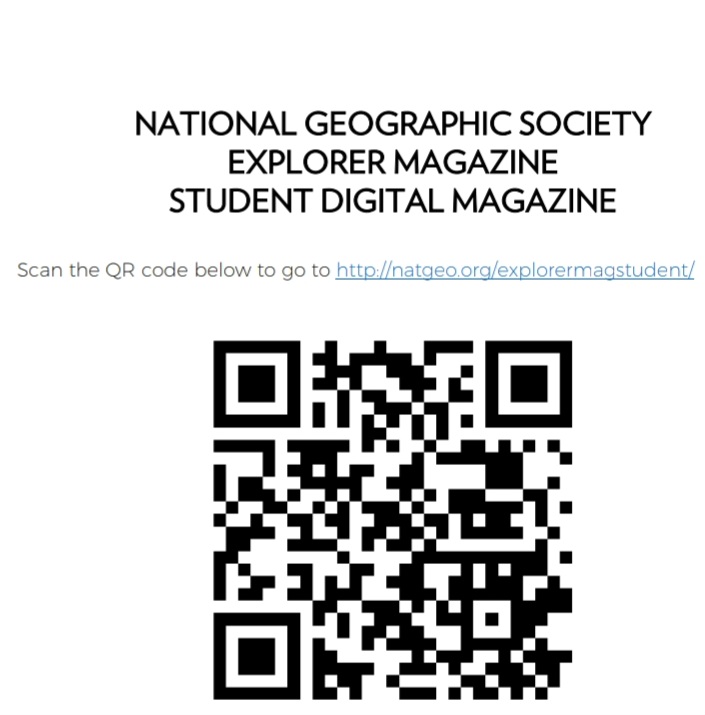 NATIONAL GEOGRAPHIC SOCIETY
EXPLORER MAGAZINE
STUDENT DIGITAL MAGAZINE
Scan the QR code below to go to http://natgeo.org/explorermagstudent/